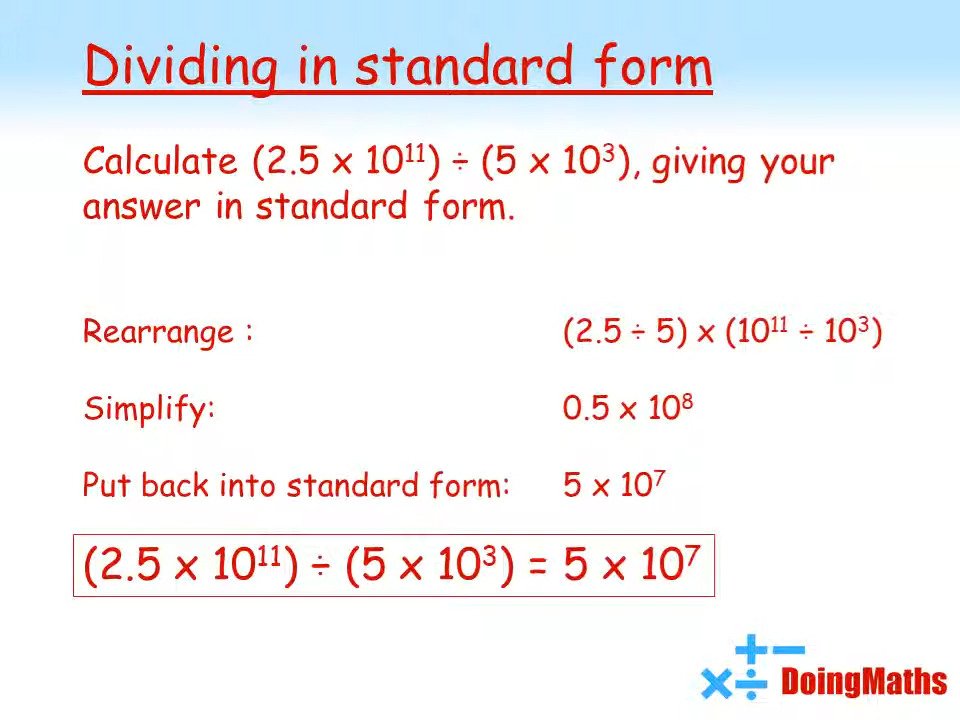 Dividing in standard form
Calculate (2.5 x 10¹¹) ÷ (5 x 10³), giving your
answer in standard form.
Rearrange : (2.5 ÷ 5) x (10¹¹ ÷ 10³)
Simplify: 0.5 x 10⁸
Put back into standard form: 5 x 10⁷
(2.5 x 10¹¹) ÷ (5 x 10³) = 5 x 10⁷
DoingMaths